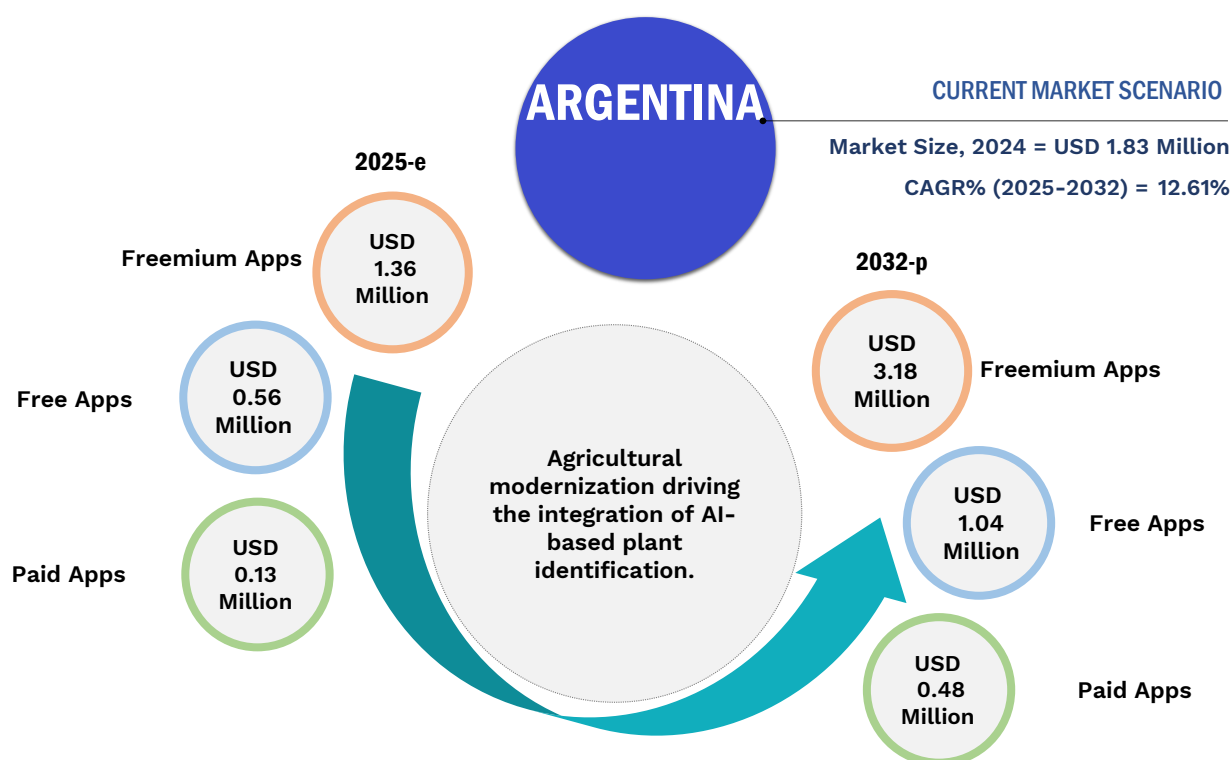 ARGENTINA
CURRENT MARKET SCENARIO
Market Size, 2024 = USD 1.83 Million
CAGR% (2025-2032) = 12.61%
2025-e
Freemium Apps
USD
1.36
Million
Free Apps
USD
0.56
Million
Paid Apps
USD
0.13
Million
Agricultural
modernization driving
the integration of AI-
based plant
identification.
2032-p
USD
3.18
Million
Freemium Apps
USD
1.04
Million
Free Apps
USD
0.48
Million
Paid Apps